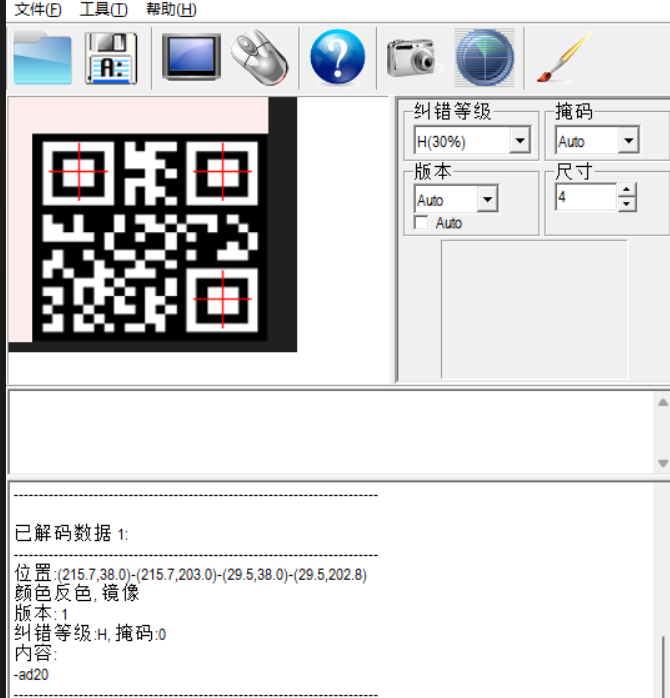 文件(F) 工具(T) 帮助(H)
A:
?
纠错等级
掩码
H(30%)
Auto
版本
尺寸
Auto
4
Auto
已解码数据 1:
位置:(215.7,38.0)-(215.7,203.0)-(29.5,38.0)-(29.5,202.8)
颜色反色, 镜像
版本: 1
纠错等级:H, 掩码:0
内容:
-ad20